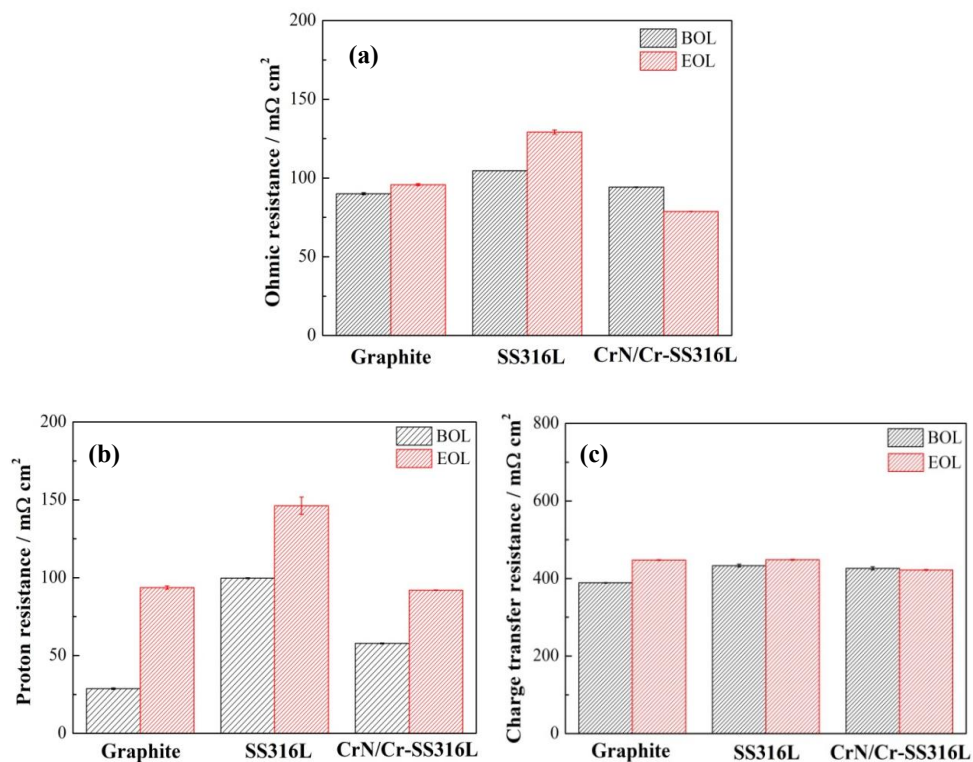 (a)
BOL
EOL
Ohmic resistance / mΩ cm²
200
150
100
50
0
Graphite
SS316L
CrN/Cr-SS316L
(b)
BOL
EOL
Proton resistance / mΩ cm²
200
150
100
50
0
Graphite
SS316L
CrN/Cr-SS316L
(c)
BOL
EOL
Charge transfer resistance / mΩ cm²
800
600
400
200
0
Graphite
SS316L
CrN/Cr-SS316L